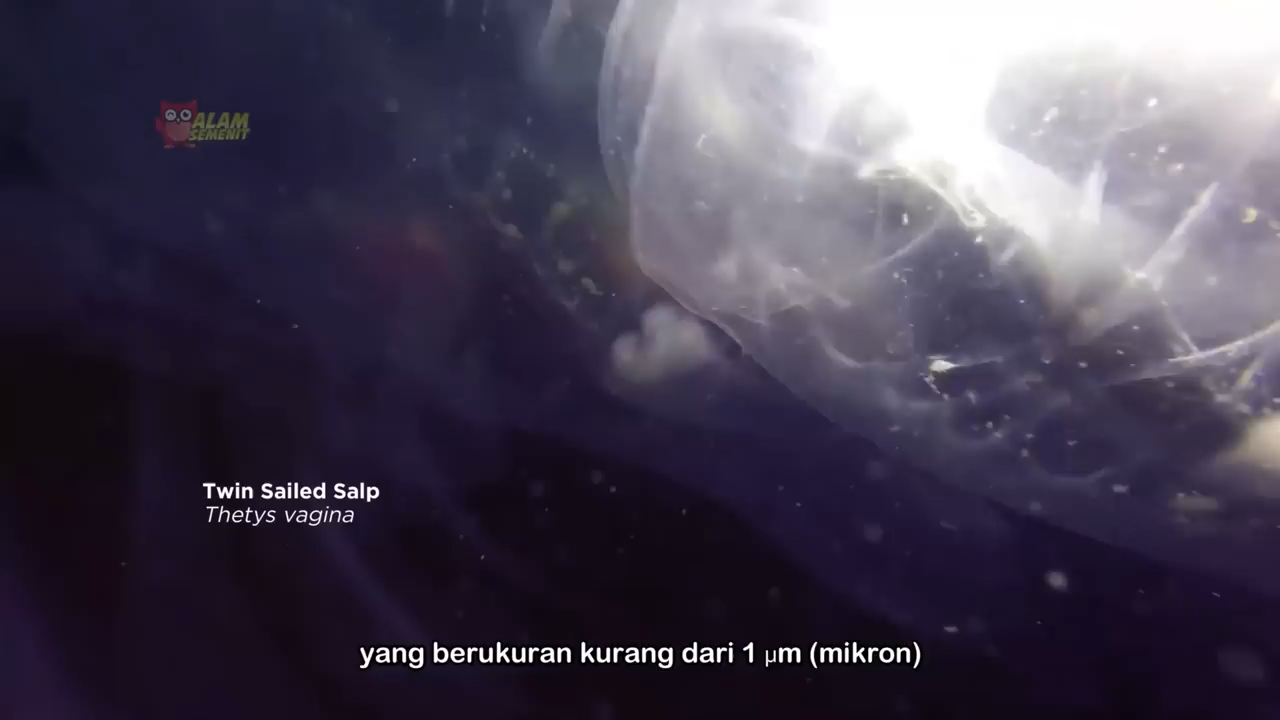 ALAM
SEMENIT
Twin Sailed Salp
Thetys vagina
yang berukuran kurang dari 1 μm (mikron)